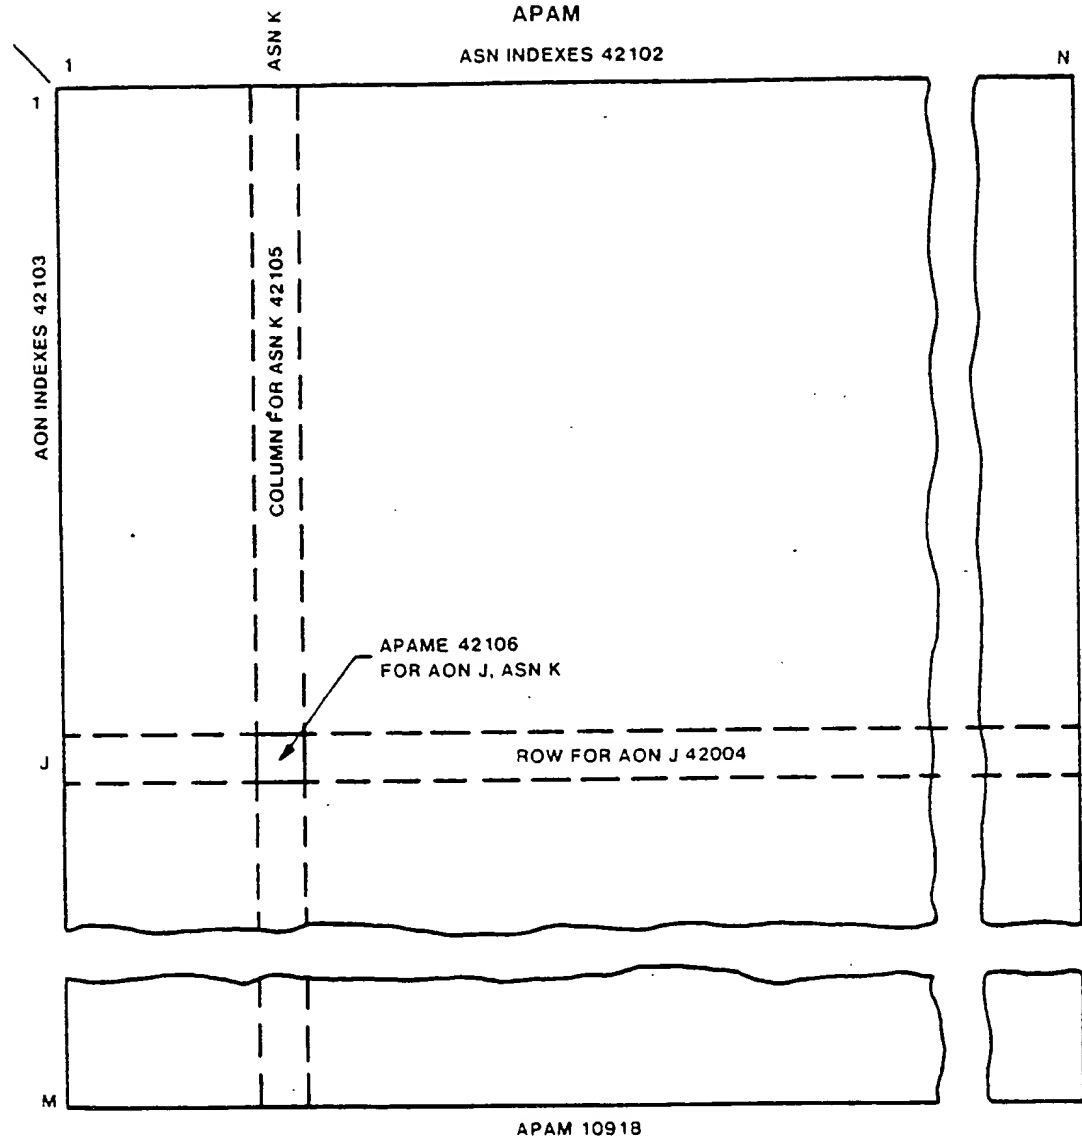 APAM
ASN K
ASN INDEXES 42102
1
N
1
AON INDEXES 42103
COLUMN FOR ASN K 42105
APAME 42106
FOR AON J, ASN K
J
ROW FOR AON J 42004
M
APAM 10918